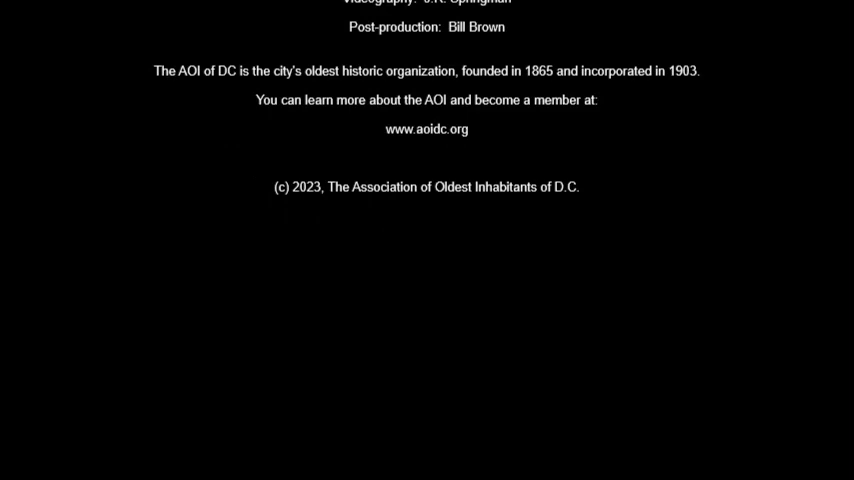 Videography: J.R. Springman
Post-production: Bill Brown
The AOI of DC is the city's oldest historic organization, founded in 1865 and incorporated in 1903.
You can learn more about the AOI and become a member at:
www.aoidc.org
(c) 2023, The Association of Oldest Inhabitants of D.C.